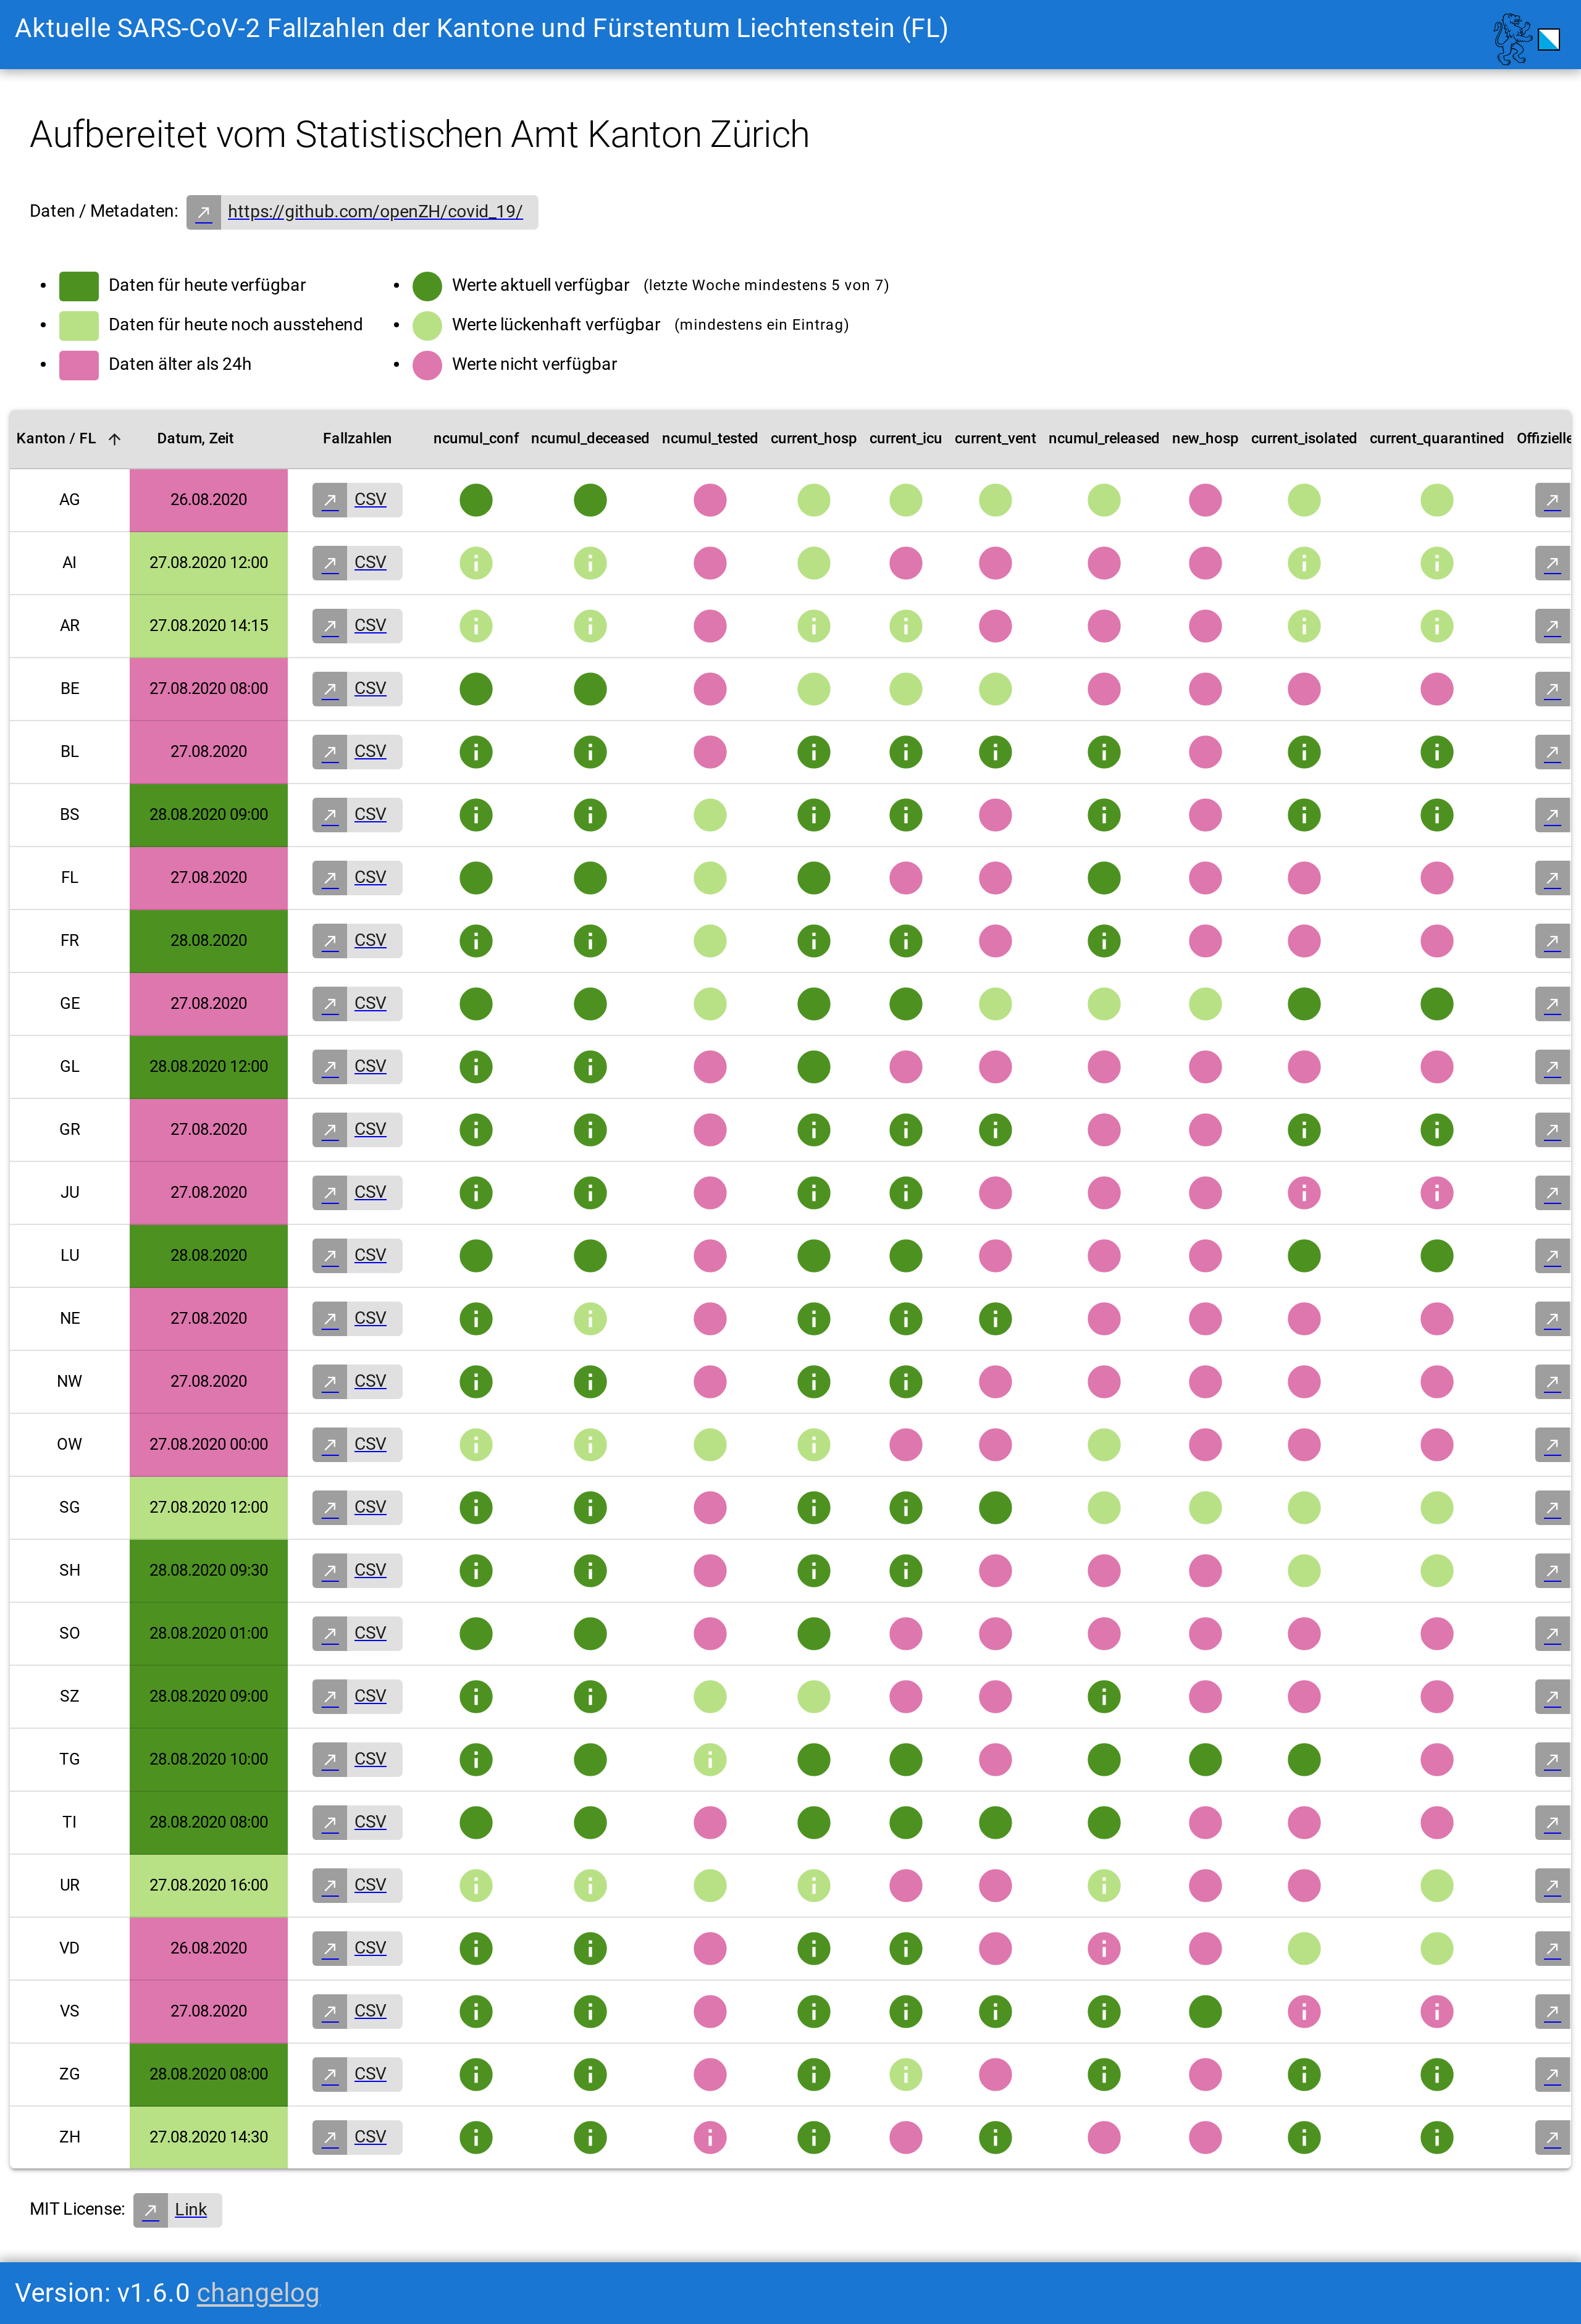 Aktuelle SARS-CoV-2 Fallzahlen der Kantone und Fürstentum Liechtenstein (FL)
Aufbereitet vom Statistischen Amt Kanton Zürich
Daten / Metadaten: https://github.com/openZH/covid_19/
Daten für heute verfügbar
Daten für heute noch ausstehend
Daten älter als 24h
Werte aktuell verfügbar (letzte Woche mindestens 5 von 7)
Werte lückenhaft verfügbar (mindestens ein Eintrag)
Werte nicht verfügbar
Kanton / FL Datum, Zeit Fallzahlen ncumul_conf ncumul_deceased ncumul_tested current_hosp current_icu current_vent ncumul_released new_hosp current_isolated current_quarantined Offizielle
AG 26.08.2020 CSV
AI 27.08.2020 12:00 CSV
AR 27.08.2020 14:15 CSV
BE 27.08.2020 08:00 CSV
BL 27.08.2020 CSV
BS 28.08.2020 09:00 CSV
FL 27.08.2020 CSV
FR 28.08.2020 CSV
GE 27.08.2020 CSV
GL 28.08.2020 12:00 CSV
GR 27.08.2020 CSV
JU 27.08.2020 CSV
LU 28.08.2020 CSV
NE 27.08.2020 CSV
NW 27.08.2020 CSV
OW 27.08.2020 00:00 CSV
SG 27.08.2020 12:00 CSV
SH 28.08.2020 09:30 CSV
SO 28.08.2020 01:00 CSV
SZ 28.08.2020 09:00 CSV
TG 28.08.2020 10:00 CSV
TI 28.08.2020 08:00 CSV
UR 27.08.2020 16:00 CSV
VD 26.08.2020 CSV
VS 27.08.2020 CSV
ZG 28.08.2020 08:00 CSV
ZH 27.08.2020 14:30 CSV
MIT License: Link
Version: v1.6.0 changelog